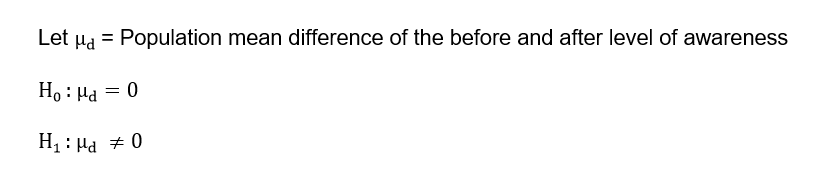 Let μd = Population mean difference of the before and after level of awareness
H₀ : μd = 0
H₁ : μd ≠ 0